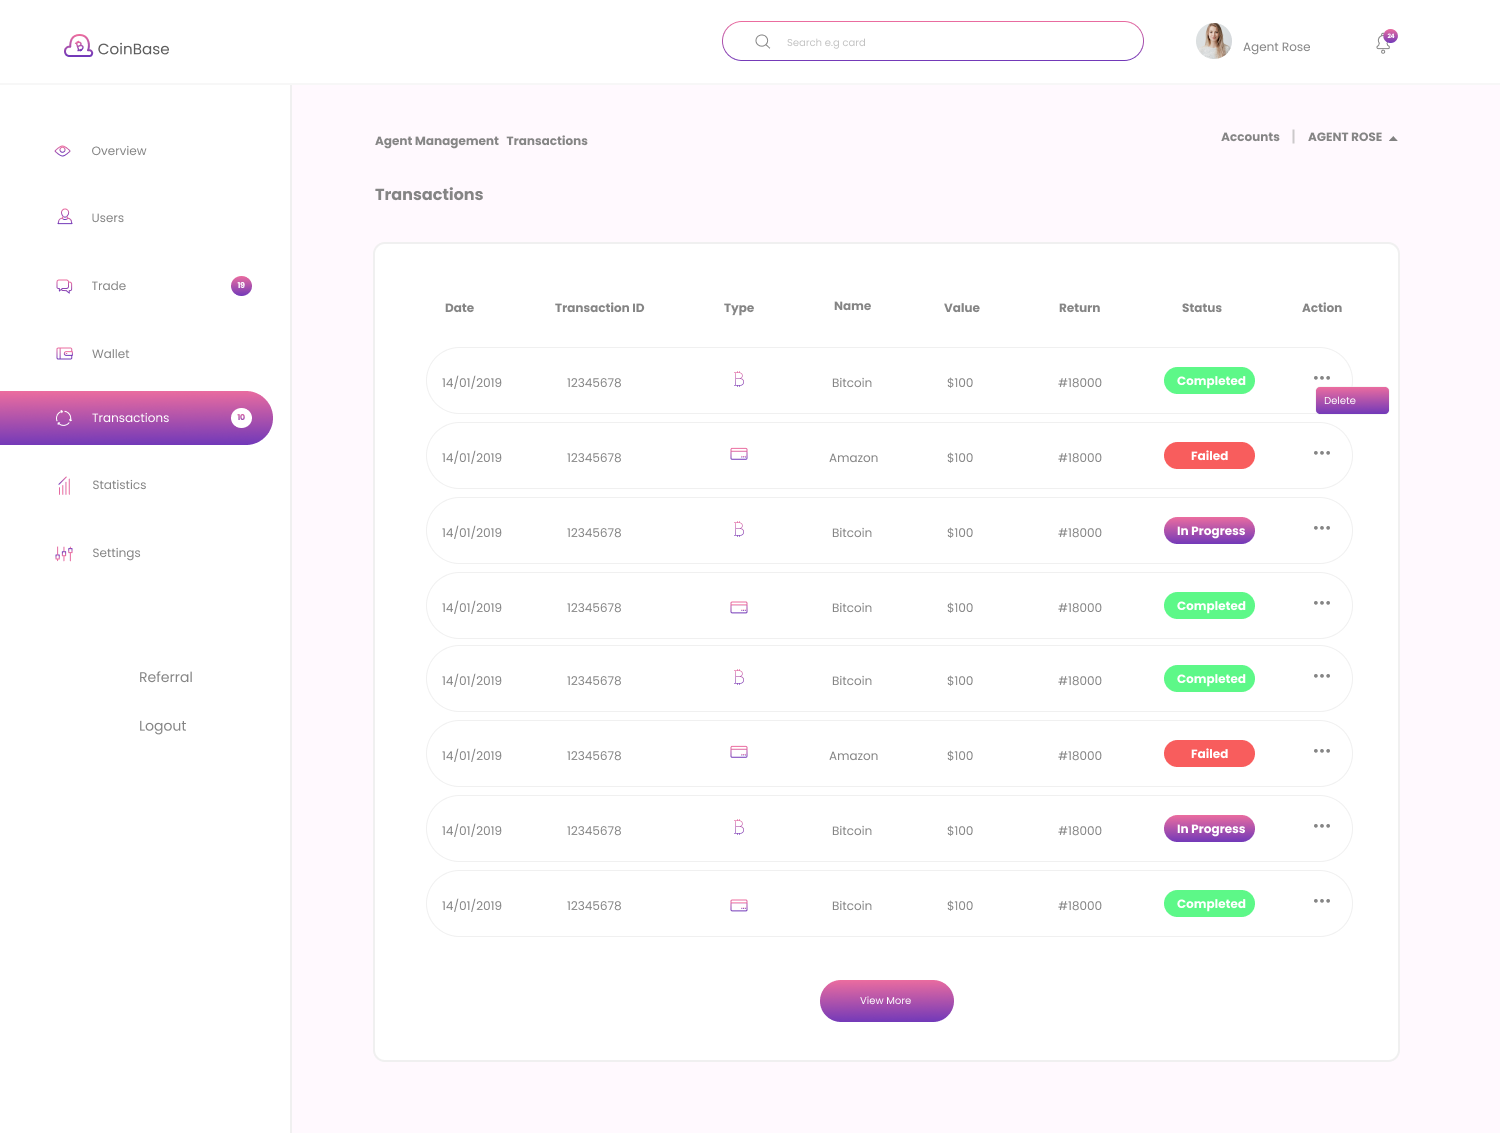 CoinBase
Search e.g card
Agent Rose
24
Overview
Users
Trade 19
Wallet
Transactions 10
Statistics
Settings
Referral
Logout
Agent Management Transactions
Accounts | AGENT ROSE
Transactions
Date Transaction ID Type Name Value Return Status Action
14/01/2019 12345678 Bitcoin $100 #18000 Completed
Delete
14/01/2019 12345678 Amazon $100 #18000 Failed
14/01/2019 12345678 Bitcoin $100 #18000 In Progress
14/01/2019 12345678 Bitcoin $100 #18000 Completed
14/01/2019 12345678 Bitcoin $100 #18000 Completed
14/01/2019 12345678 Amazon $100 #18000 Failed
14/01/2019 12345678 Bitcoin $100 #18000 In Progress
14/01/2019 12345678 Bitcoin $100 #18000 Completed
View More